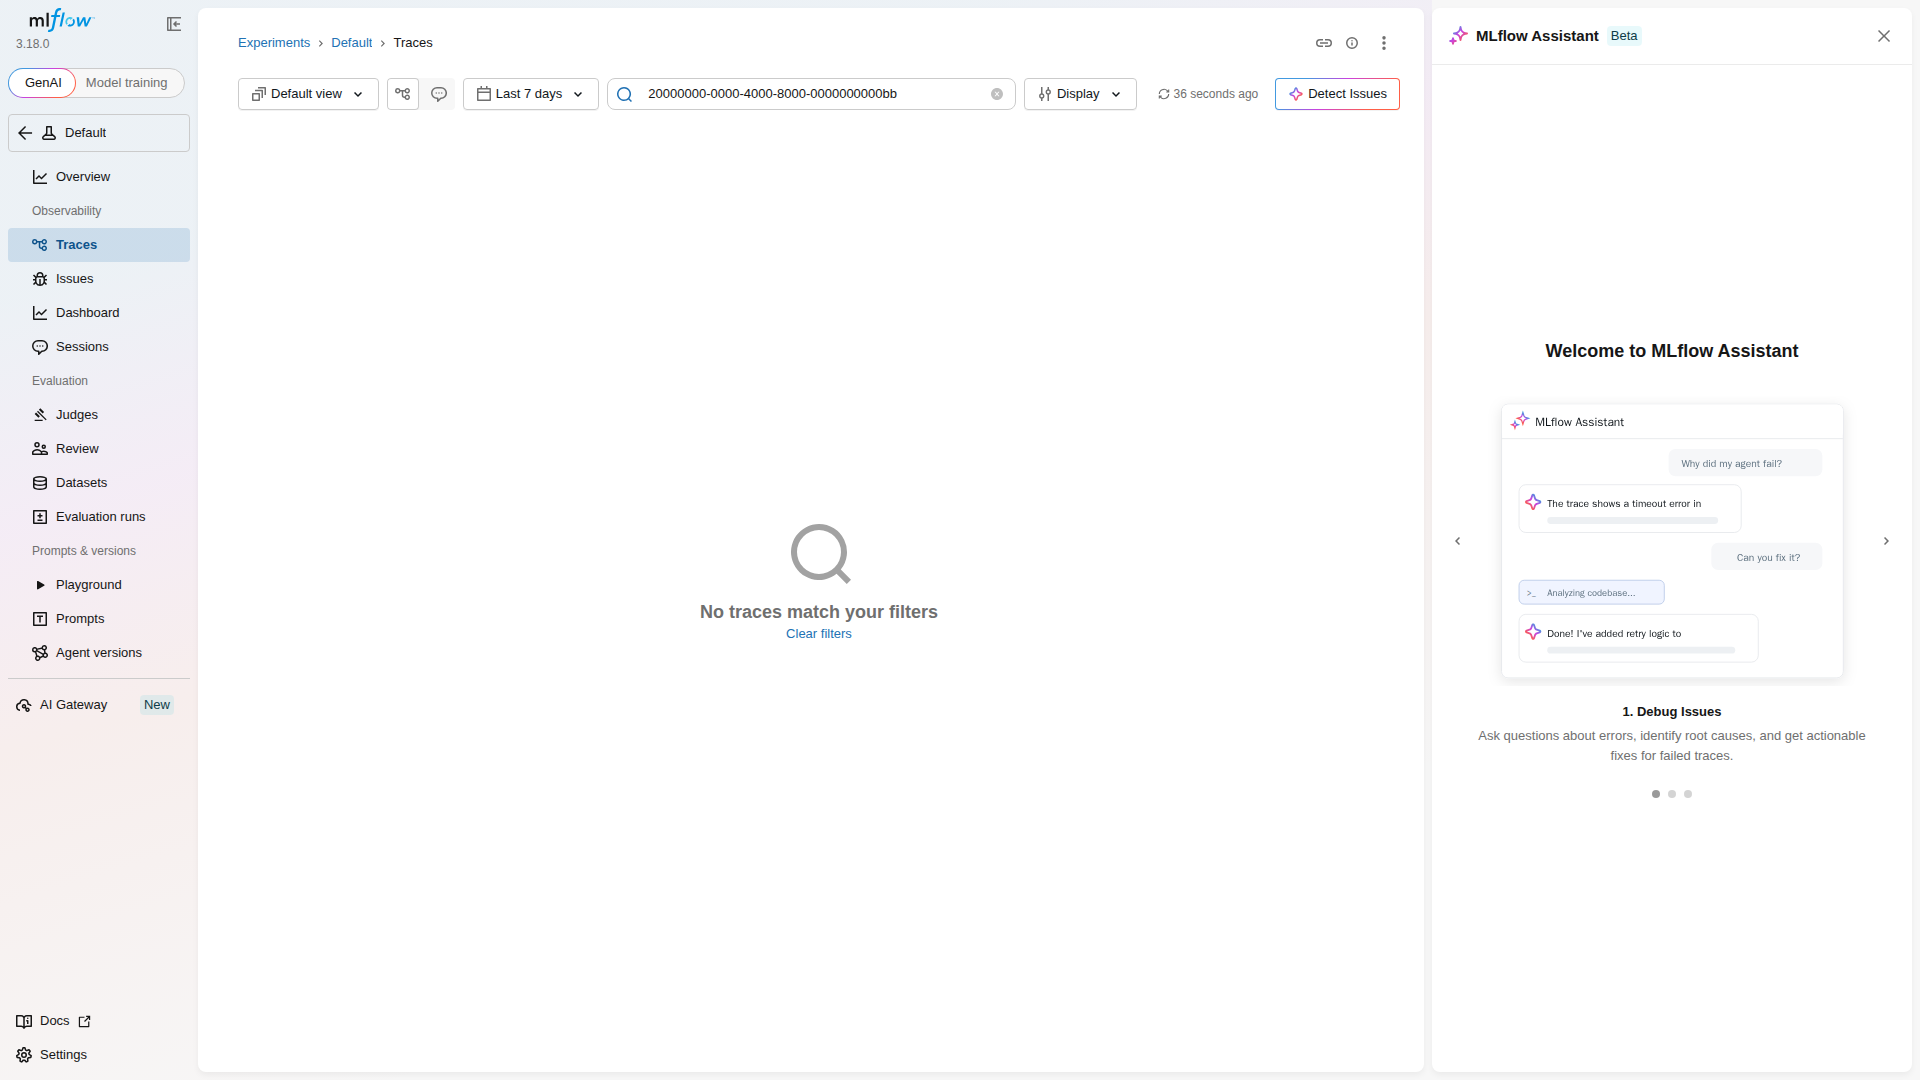 mlflow
3.18.0
GenAI
Model training
Default
Overview
Observability
Traces
Issues
Dashboard
Sessions
Evaluation
Judges
Review
Datasets
Evaluation runs
Prompts & versions
Playground
Prompts
Agent versions
AI Gateway
New
Docs
Settings
Experiments › Default › Traces
Default view
Last 7 days
20000000-0000-4000-8000-0000000000bb
Display
36 seconds ago
Detect Issues
No traces match your filters
Clear filters
MLflow Assistant Beta
Welcome to MLflow Assistant
MLflow Assistant
Why did my agent fail?
The trace shows a timeout error in
Can you fix it?
>_ Analyzing codebase...
Done! I've added retry logic to
1. Debug Issues
Ask questions about errors, identify root causes, and get actionable
fixes for failed traces.